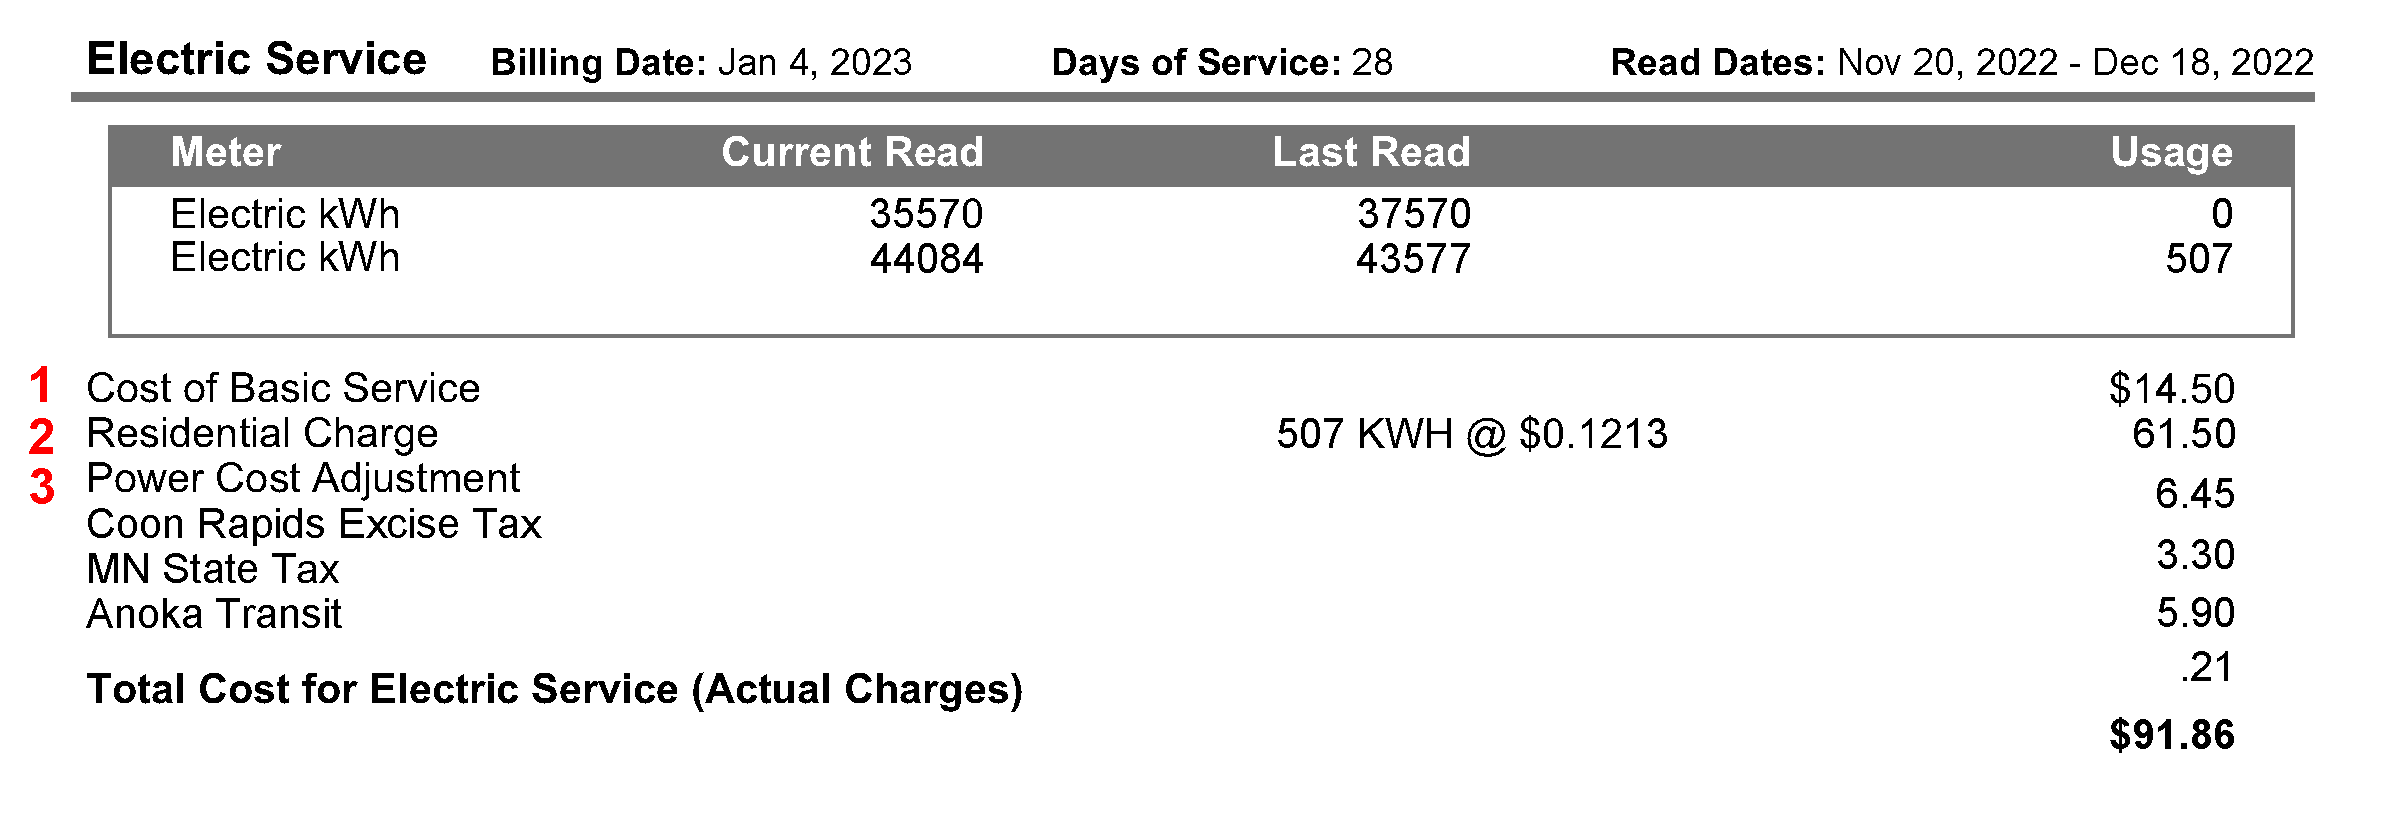 Electric Service Billing Date: Jan 4, 2023 Days of Service: 28 Read Dates: Nov 20, 2022 - Dec 18, 2022
Meter Current Read Last Read Usage
Electric kWh 35570 37570 0
Electric kWh 44084 43577 507
1 Cost of Basic Service $14.50
2 Residential Charge 507 KWH @ $0.1213 61.50
3 Power Cost Adjustment 6.45
Coon Rapids Excise Tax 3.30
MN State Tax 5.90
Anoka Transit .21
Total Cost for Electric Service (Actual Charges) $91.86